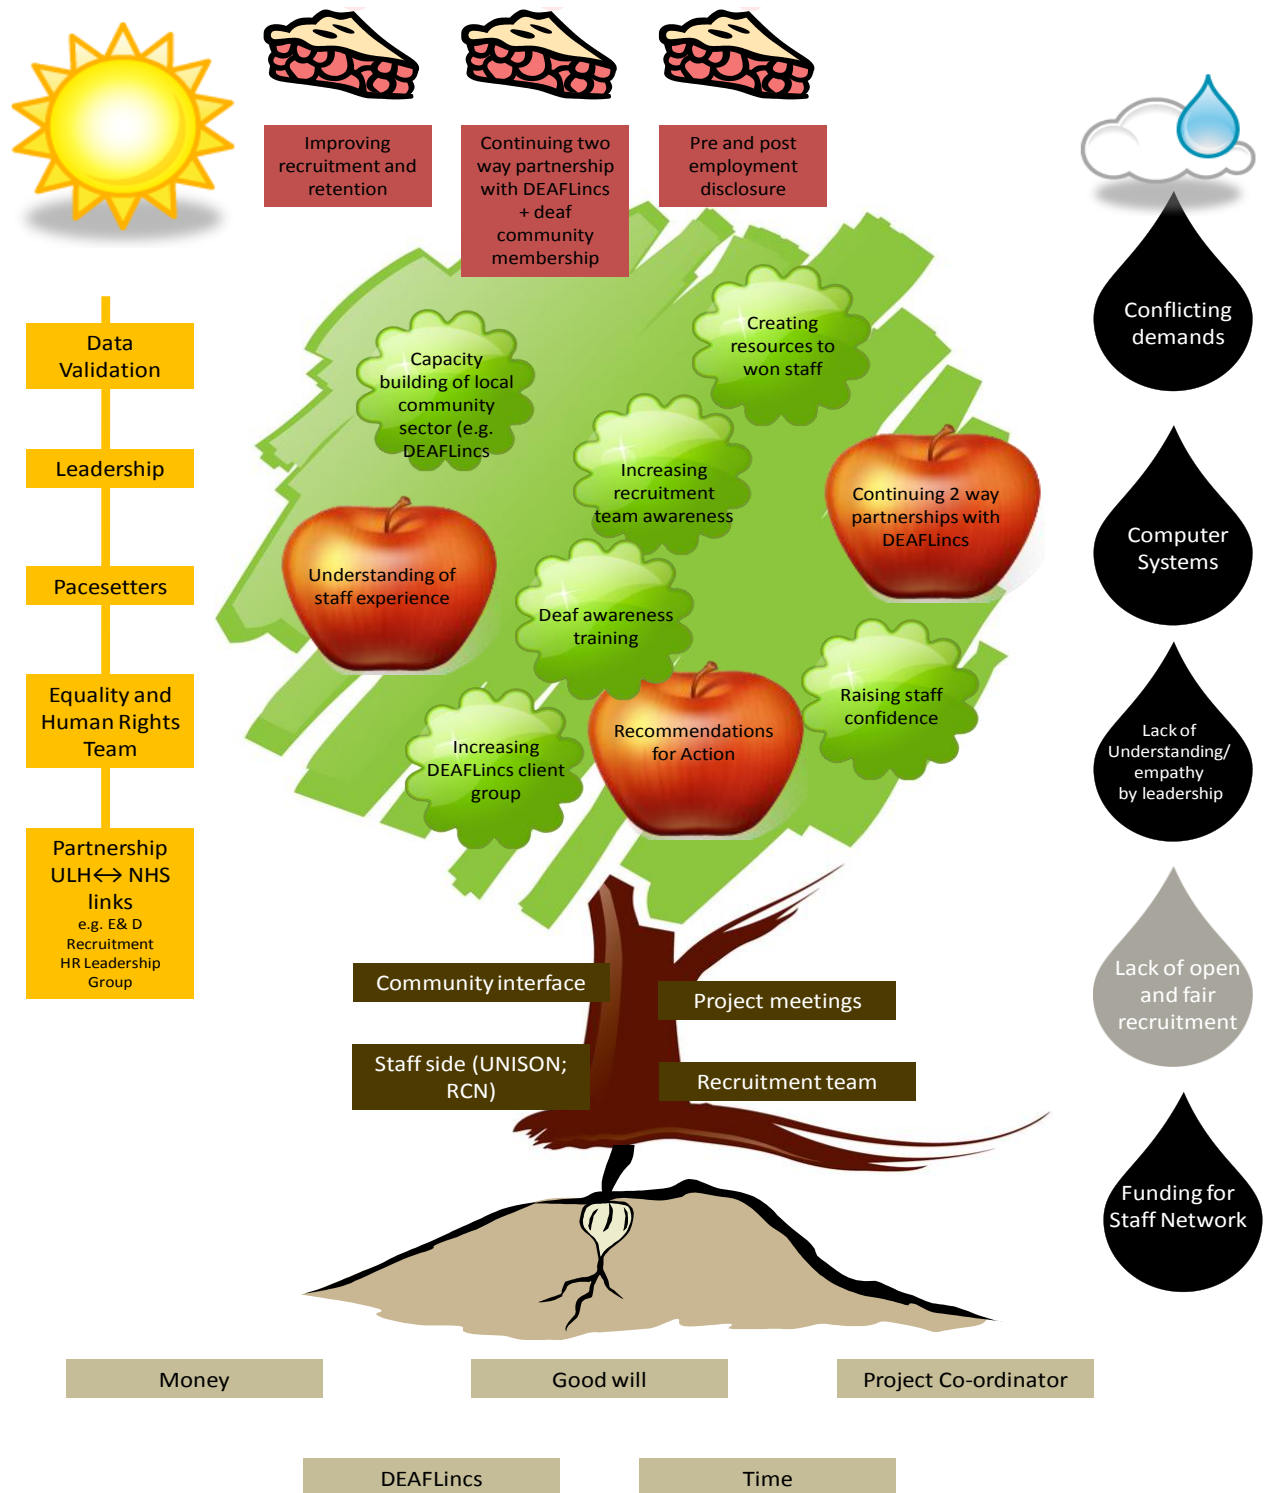 Improving
recruitment and
retention
Continuing two
way partnership
with DEAFLincs
+ deaf
community
membership
Pre and post
employment
disclosure
Data
Validation
Leadership
Pacesetters
Equality and
Human Rights
Team
Partnership
ULH↔ NHS
links
e.g. E& D
Recruitment
HR Leadership
Group
Capacity
building of local
community
sector (e.g.
DEAFLincs
Creating
resources to
won staff
Increasing
recruitment
team awareness
Continuing 2 way
partnerships with
DEAFLincs
Understanding of
staff experience
Deaf awareness
training
Raising staff
confidence
Recommendations
for Action
Increasing
DEAFLincs client
group
Conflicting
demands
Computer
Systems
Lack of
Understanding/
empathy
by leadership
Lack of open
and fair
recruitment
Funding for
Staff Network
Community interface
Project meetings
Staff side (UNISON;
RCN)
Recruitment team
Money
Good will
Project Co-ordinator
DEAFLincs
Time